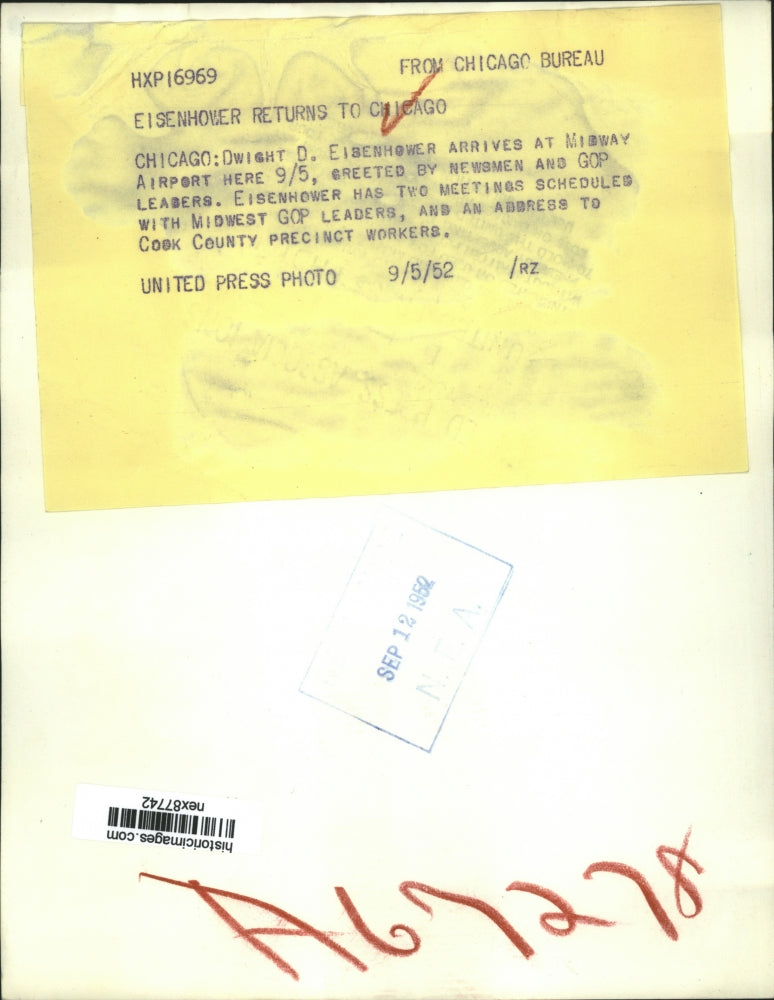 HXP16969
FROM CHICAGO BUREAU
EISENHOWER RETURNS TO CHICAGO
CHICAGO:DWIGHT D. EISENHOWER ARRIVES AT MIDWAY
AIRPORT HERE 9/5, GREETED BY NEWSMEN AND GOP
LEADERS. EISENHOWER HAS TWO MEETINGS SCHEDULED
WITH MIDWEST GOP LEADERS, AND AN ADDRESS TO
COOK COUNTY PRECINCT WORKERS.
UNITED PRESS PHOTO 9/5/52 /RZ
SEP 12 1952
N. E. A.
nex87742
historicimages.com
A67278